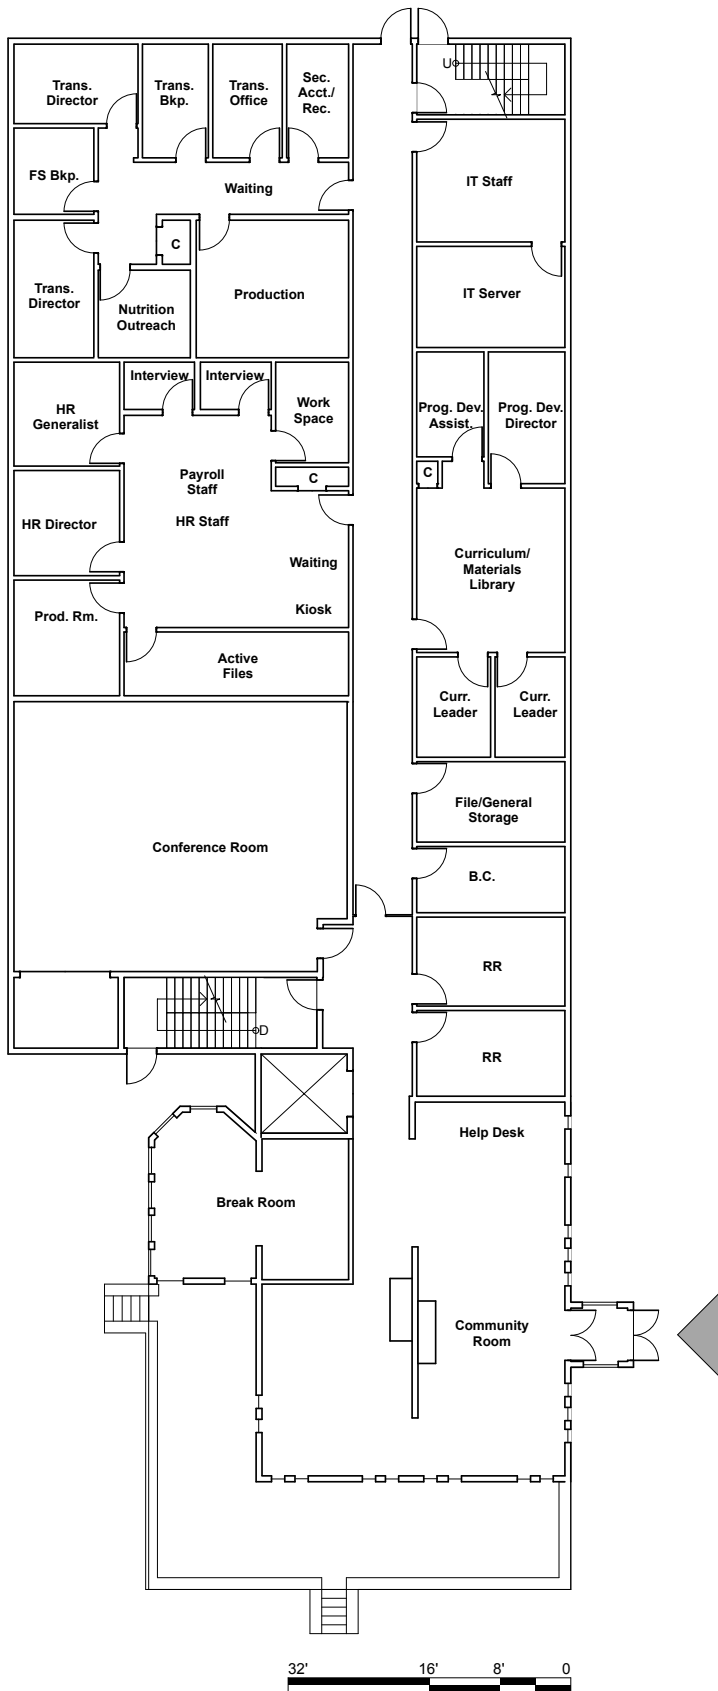 U
Trans.
Director
Trans.
Bkp.
Trans.
Office
Sec.
Acct./
Rec.
FS Bkp.
Waiting
IT Staff
C
Trans.
Director
Nutrition
Outreach
Production
IT Server
Interview
Interview
HR
Generalist
Work
Space
Prog. Dev.
Assist.
Prog. Dev.
Director
C
C
Payroll
Staff
HR Staff
HR Director
Waiting
Curriculum/
Materials
Library
Prod. Rm.
Kiosk
Active
Files
Curr.
Leader
Curr.
Leader
File/General
Storage
Conference Room
B.C.
RR
D
RR
Help Desk
Break Room
Community
Room
32' 16' 8' 0